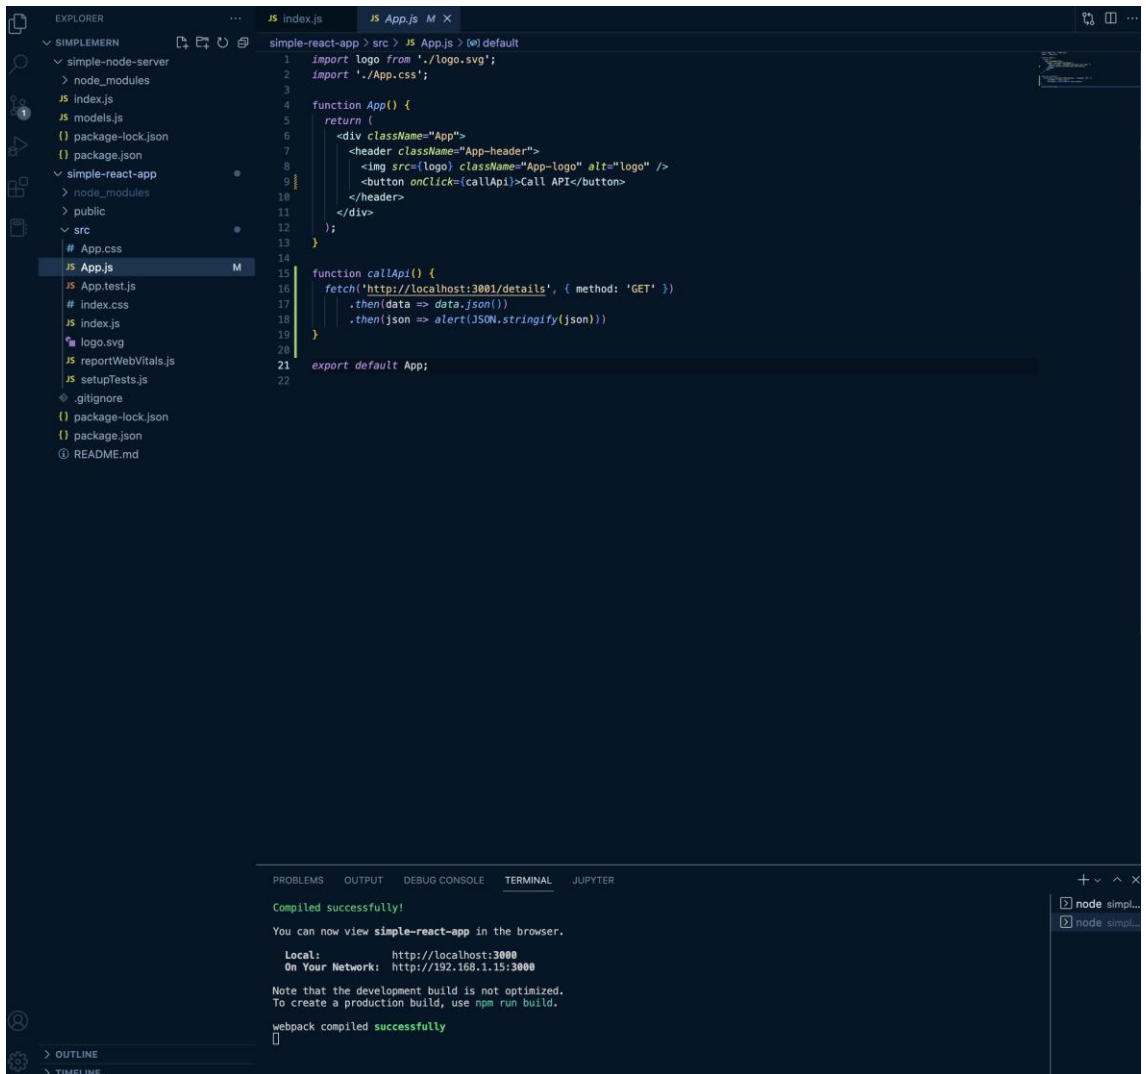 EXPLORER
SIMPLEMERN
simple-node-server
node_modules
JS index.js
JS models.js
{} package-lock.json
{} package.json
simple-react-app
node_modules
public
src
# App.css
JS App.js M
JS App.test.js
# index.css
JS index.js
logo.svg
JS reportWebVitals.js
JS setupTests.js
.gitignore
{} package-lock.json
{} package.json
README.md
OUTLINE
TIMELINE
1
JS index.js JS App.js M
simple-react-app > src > JS App.js > default
1 import logo from './logo.svg';
2 import './App.css';
3
4 function App() {
5 return (
6 <div className="App">
7 <header className="App-header">
8 <img src={logo} className="App-logo" alt="logo" />
9 <button onClick={callApi}>Call API</button>
10 </header>
11 </div>
12 );
13 }
14
15 function callApi() {
16 fetch('http://localhost:3001/details', { method: 'GET' })
17 .then(data => data.json())
18 .then(json => alert(JSON.stringify(json)))
19 }
20
21 export default App;
22
PROBLEMS OUTPUT DEBUG CONSOLE TERMINAL JUPYTER
Compiled successfully!
You can now view simple-react-app in the browser.
Local: http://localhost:3000
On Your Network: http://192.168.1.15:3000
Note that the development build is not optimized.
To create a production build, use npm run build.
webpack compiled successfully
node simpl...
node simpl...